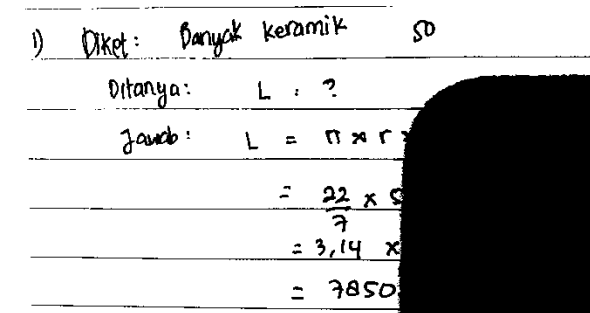 1) Diket : Banyak keramik 50
Ditanya : L : ?
Jawab : L = π x r
= 22/7 x
= 3,14 x
= 7850